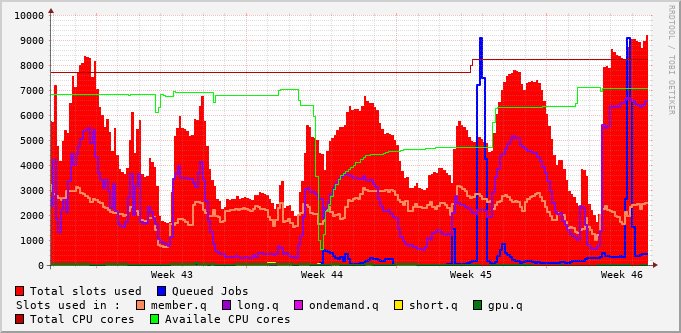 10000
9000
8000
7000
6000
5000
4000
3000
2000
1000
0
Week 43 Week 44 Week 45 Week 46
RRDTOOL / TOBI OETIKER
Total slots used Queued Jobs
Slots used in : member.q long.q ondemand.q short.q gpu.q
Total CPU cores Availale CPU cores